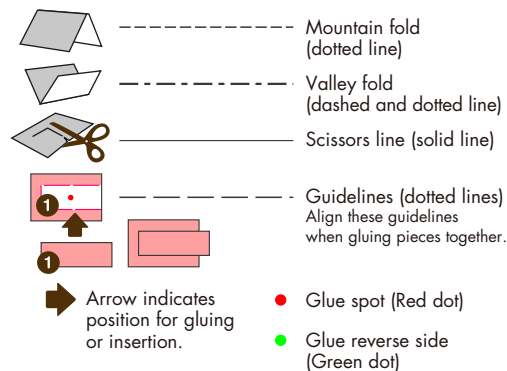 Mountain fold
(dotted line)
Valley fold
(dashed and dotted line)
Scissors line (solid line)
1
Guidelines (dotted lines)
Align these guidelines
when gluing pieces together.
1
Arrow indicates
position for gluing
or insertion.
Glue spot (Red dot)
Glue reverse side
(Green dot)